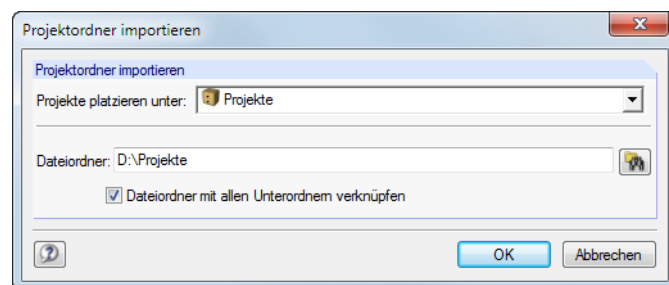 Projektordner importieren
Projektordner importieren
Projekte platzieren unter: Projekte
Dateiordner: D:\Projekte
Dateiordner mit allen Unterordnern verknüpfen
OK Abbrechen